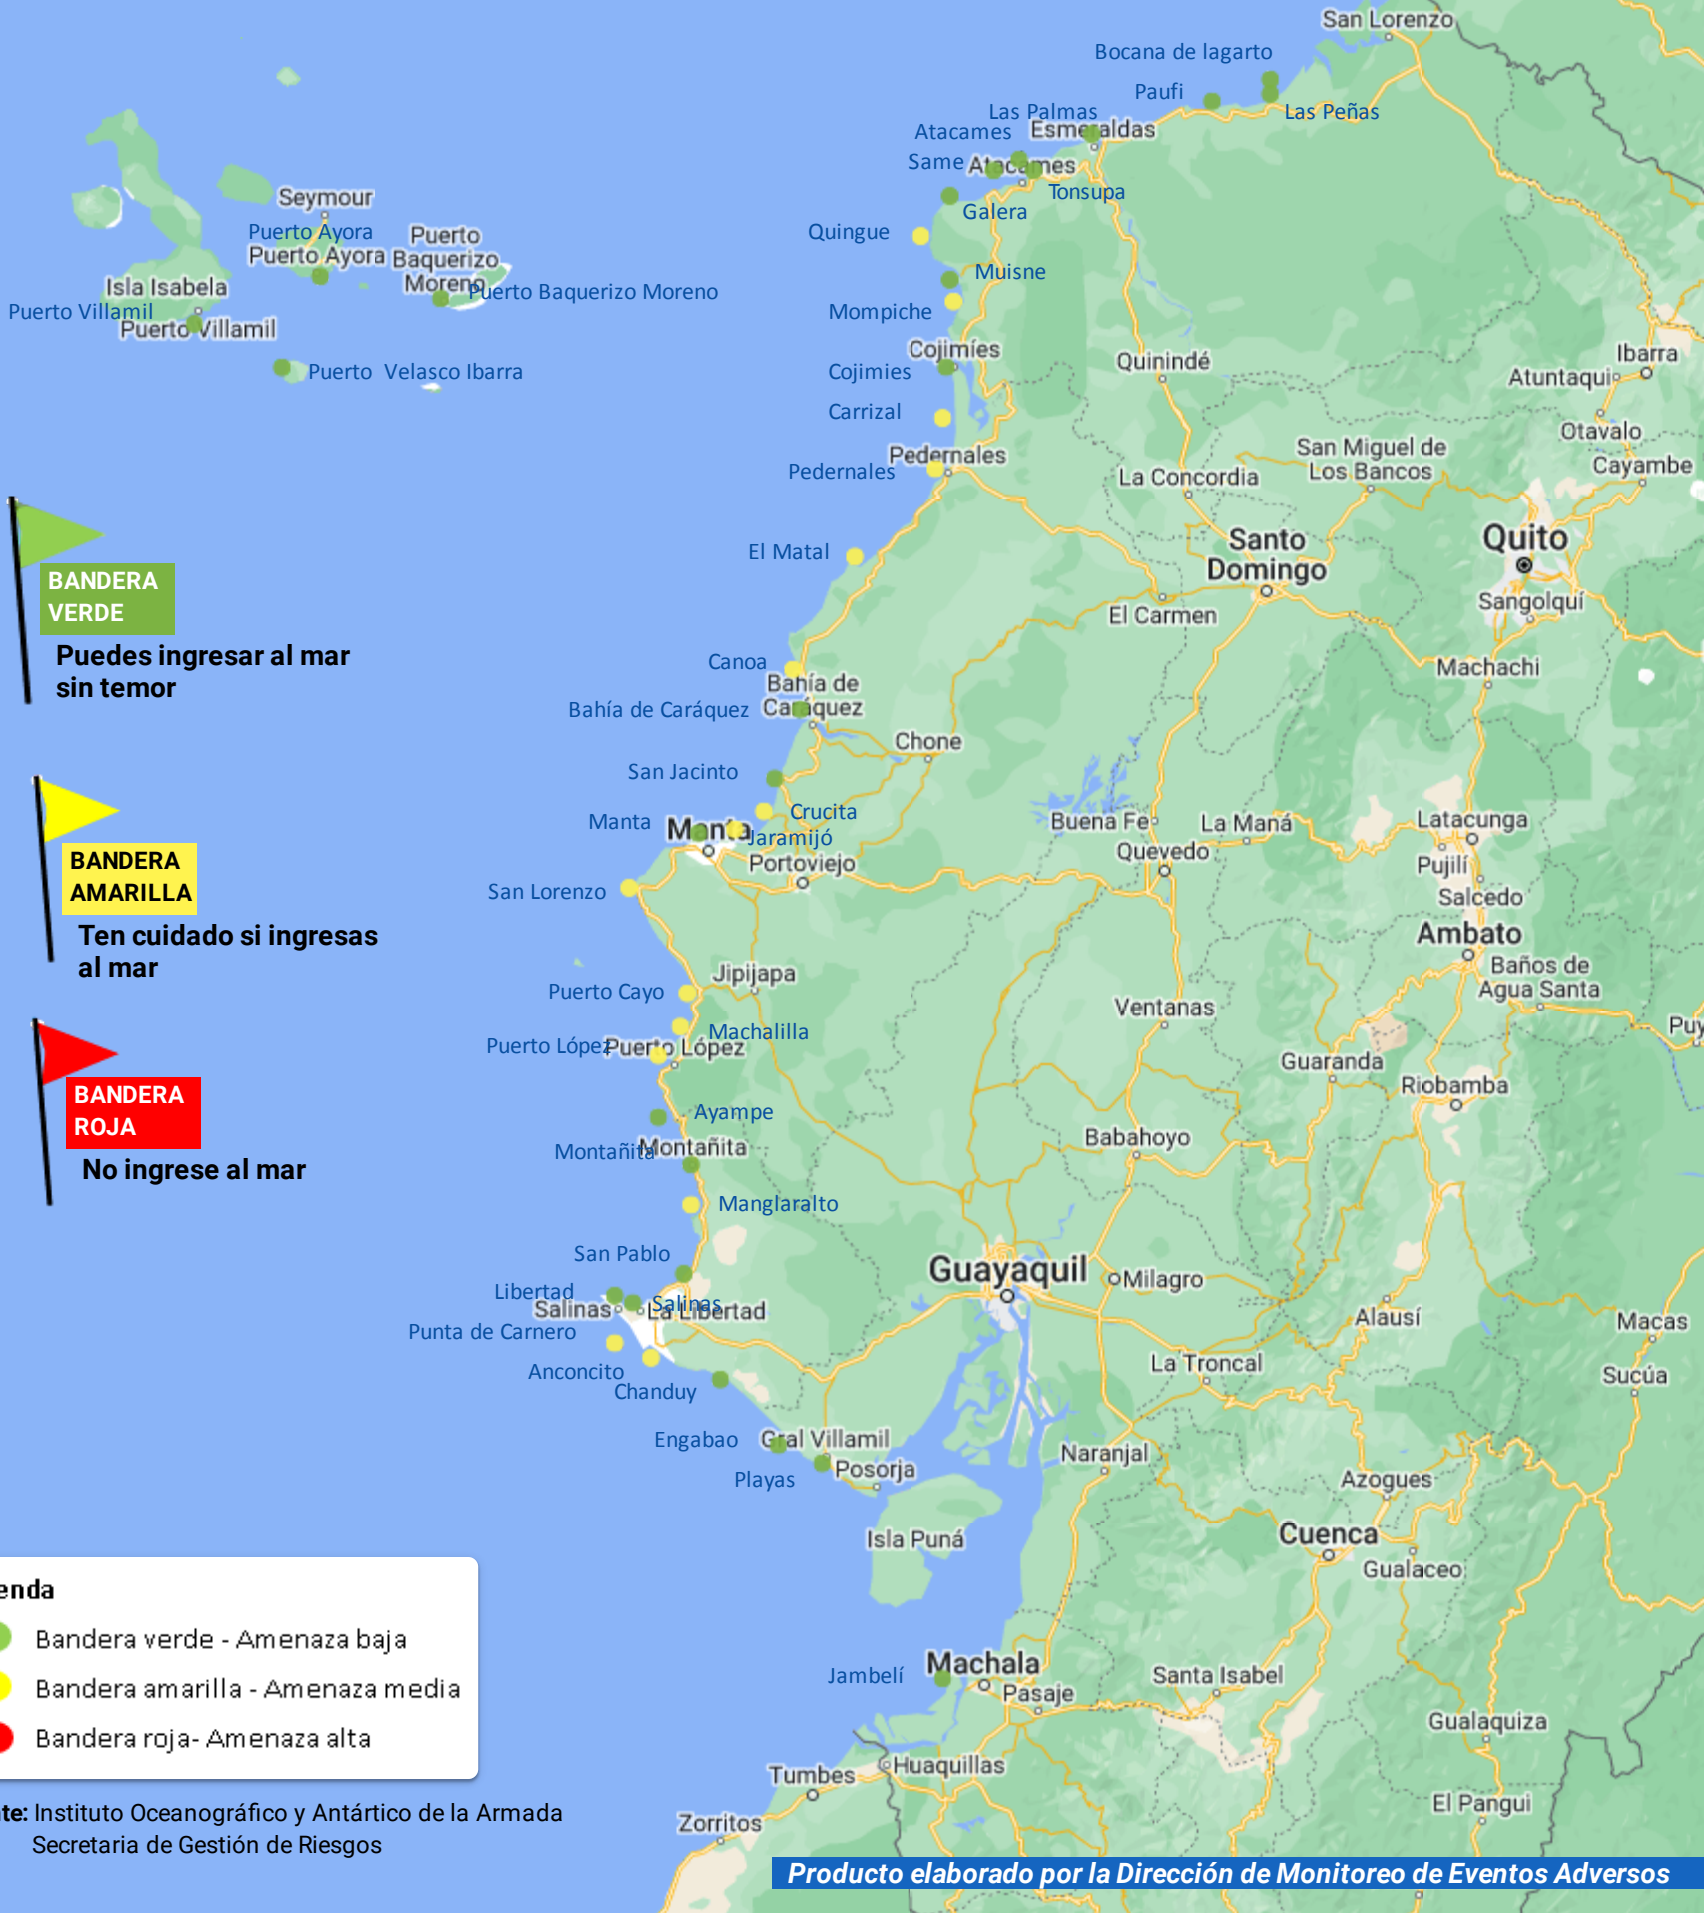 San Lorenzo
Bocana de lagarto
Paufi
Las Peñas
Las Palmas
Esmeraldas
Atacames
Same
Atacames
Tonsupa
Galera
Quingue
Muisne
Mompiche
Cojimíes
Cojimies
Carrizal
Pedernales
Pedernales
El Matal
Canoa
Bahía de
Caráquez
Bahía de Caráquez
San Jacinto
Chone
Crucita
Manta
Manta
Jaramijó
Portoviejo
San Lorenzo
Jipijapa
Puerto Cayo
Machalilla
Puerto López
Puerto López
Ayampe
Montañita
Montañita
Manglaralto
San Pablo
Libertad
Salinas
Salinas
La Libertad
Punta de Carnero
Anconcito
Chanduy
Engabao
Gral Villamil
Playas
Posorja
Isla Puná
Jambelí
Machala
Pasaje
Huaquillas
Tumbes
Zorritos
Seymour
Puerto Ayora
Puerto Ayora
Puerto
Baquerizo
Moreno
Puerto Baquerizo Moreno
Isla Isabela
Puerto Villamil
Puerto Villamil
Puerto Velasco Ibarra
Quinindé
Ibarra
Atuntaqui
Otavalo
Cayambe
San Miguel de
Los Bancos
La Concordia
Santo
Domingo
Quito
Sangolquí
El Carmen
Machachi
Buena Fe
La Maná
Latacunga
Quevedo
Pujilí
Salcedo
Ambato
Baños de
Agua Santa
Ventanas
Puy
Guaranda
Riobamba
Babahoyo
Guayaquil
Milagro
Alausí
Macas
La Troncal
Sucúa
Naranjal
Azogues
Cuenca
Gualaceo
Santa Isabel
Gualaquiza
El Pangui
BANDERA
VERDE
Puedes ingresar al mar
sin temor
BANDERA
AMARILLA
Ten cuidado si ingresas
al mar
BANDERA
ROJA
No ingrese al mar
enda
Bandera verde - Amenaza baja
Bandera amarilla - Amenaza media
Bandera roja- Amenaza alta
te: Instituto Oceanográfico y Antártico de la Armada
Secretaria de Gestión de Riesgos
Producto elaborado por la Dirección de Monitoreo de Eventos Adversos